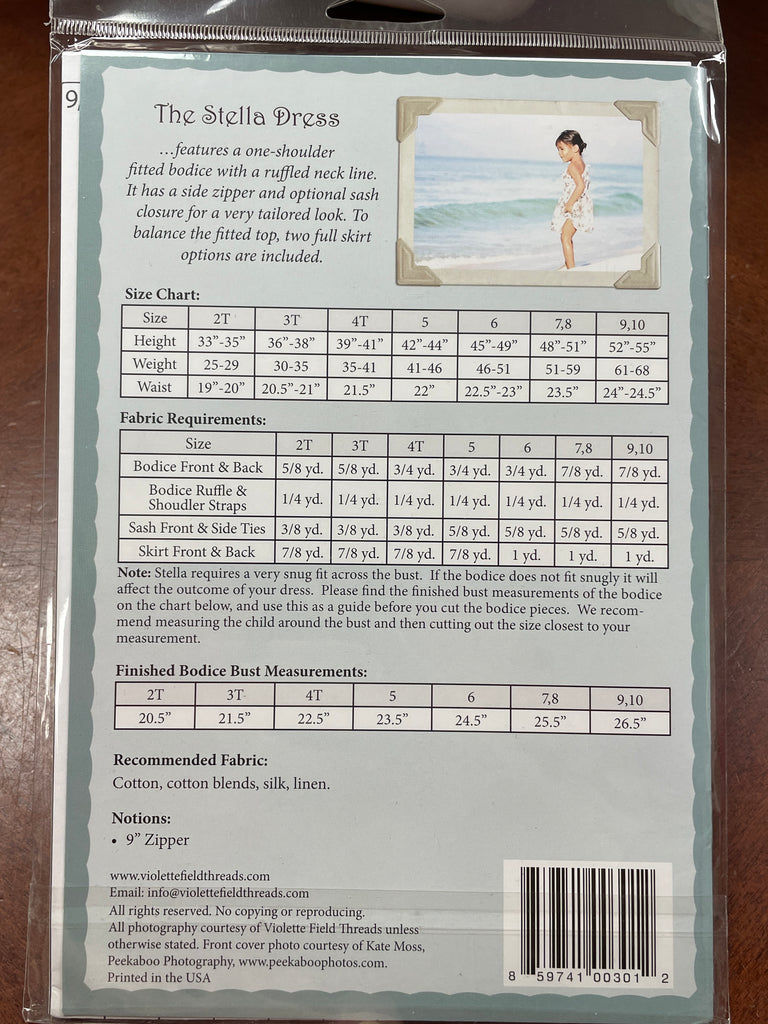 9
The Stella Dress
...features a one-shoulder
fitted bodice with a ruffled neck line.
It has a side zipper and optional sash
closure for a very tailored look. To
balance the fitted top, two full skirt
options are included.
Size Chart:
Size 2T 3T 4T 5 6 7,8 9,10
Height 33”-35” 36”-38” 39”-41” 42”-44” 45”-49” 48”-51” 52”-55”
Weight 25-29 30-35 35-41 41-46 46-51 51-59 61-68
Waist 19”-20” 20.5”-21” 21.5” 22” 22.5”-23” 23.5” 24”-24.5”
Fabric Requirements:
Size 2T 3T 4T 5 6 7,8 9,10
Bodice Front & Back 5/8 yd. 5/8 yd. 3/4 yd. 3/4 yd. 3/4 yd. 7/8 yd. 7/8 yd.
Bodice Ruffle &
Shoudler Straps 1/4 yd. 1/4 yd. 1/4 yd. 1/4 yd. 1/4 yd. 1/4 yd. 1/4 yd.
Sash Front & Side Ties 3/8 yd. 3/8 yd. 3/8 yd. 5/8 yd. 5/8 yd. 5/8 yd. 5/8 yd.
Skirt Front & Back 7/8 yd. 7/8 yd. 7/8 yd. 7/8 yd. 1 yd. 1 yd. 1 yd.
Note: Stella requires a very snug fit across the bust. If the bodice does not fit snugly it will
affect the outcome of your dress. Please find the finished bust measurements of the bodice
on the chart below, and use this as a guide before you cut the bodice pieces. We recom-
mend measuring the child around the bust and then cutting out the size closest to your
measurement.
Finished Bodice Bust Measurements:
2T 3T 4T 5 6 7,8 9,10
20.5” 21.5” 22.5” 23.5” 24.5” 25.5” 26.5”
Recommended Fabric:
Cotton, cotton blends, silk, linen.
Notions:
• 9” Zipper
www.violettefieldthreads.com
Email: info@violettefieldthreads.com
All rights reserved. No copying or reproducing.
All photography courtesy of Violette Field Threads unless
otherwise stated. Front cover photo courtesy of Kate Moss,
Peekaboo Photography, www.peekaboophotos.com.
Printed in the USA
8 59741 00301 2